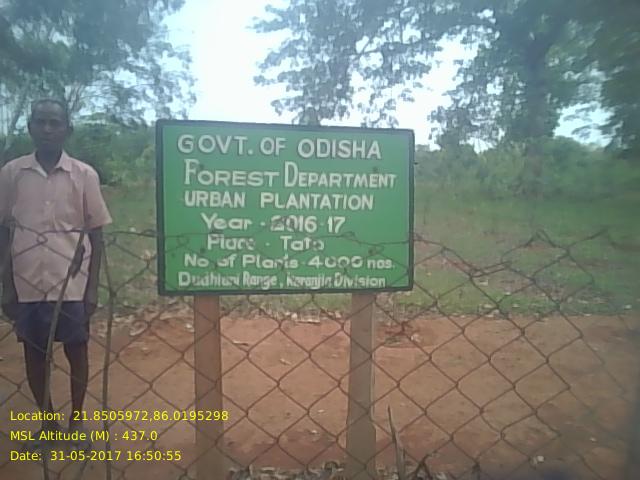 GOVT. OF ODISHA
FOREST DEPARTMENT
URBAN PLANTATION
Year - 2016-17
Place - Tato
No of Plants - 4000 nos.
Dudhiani Range, Karanjia Division
Location: 21.8505972,86.0195298
MSL Altitude (M) : 437.0
Date: 31-05-2017 16:50:55